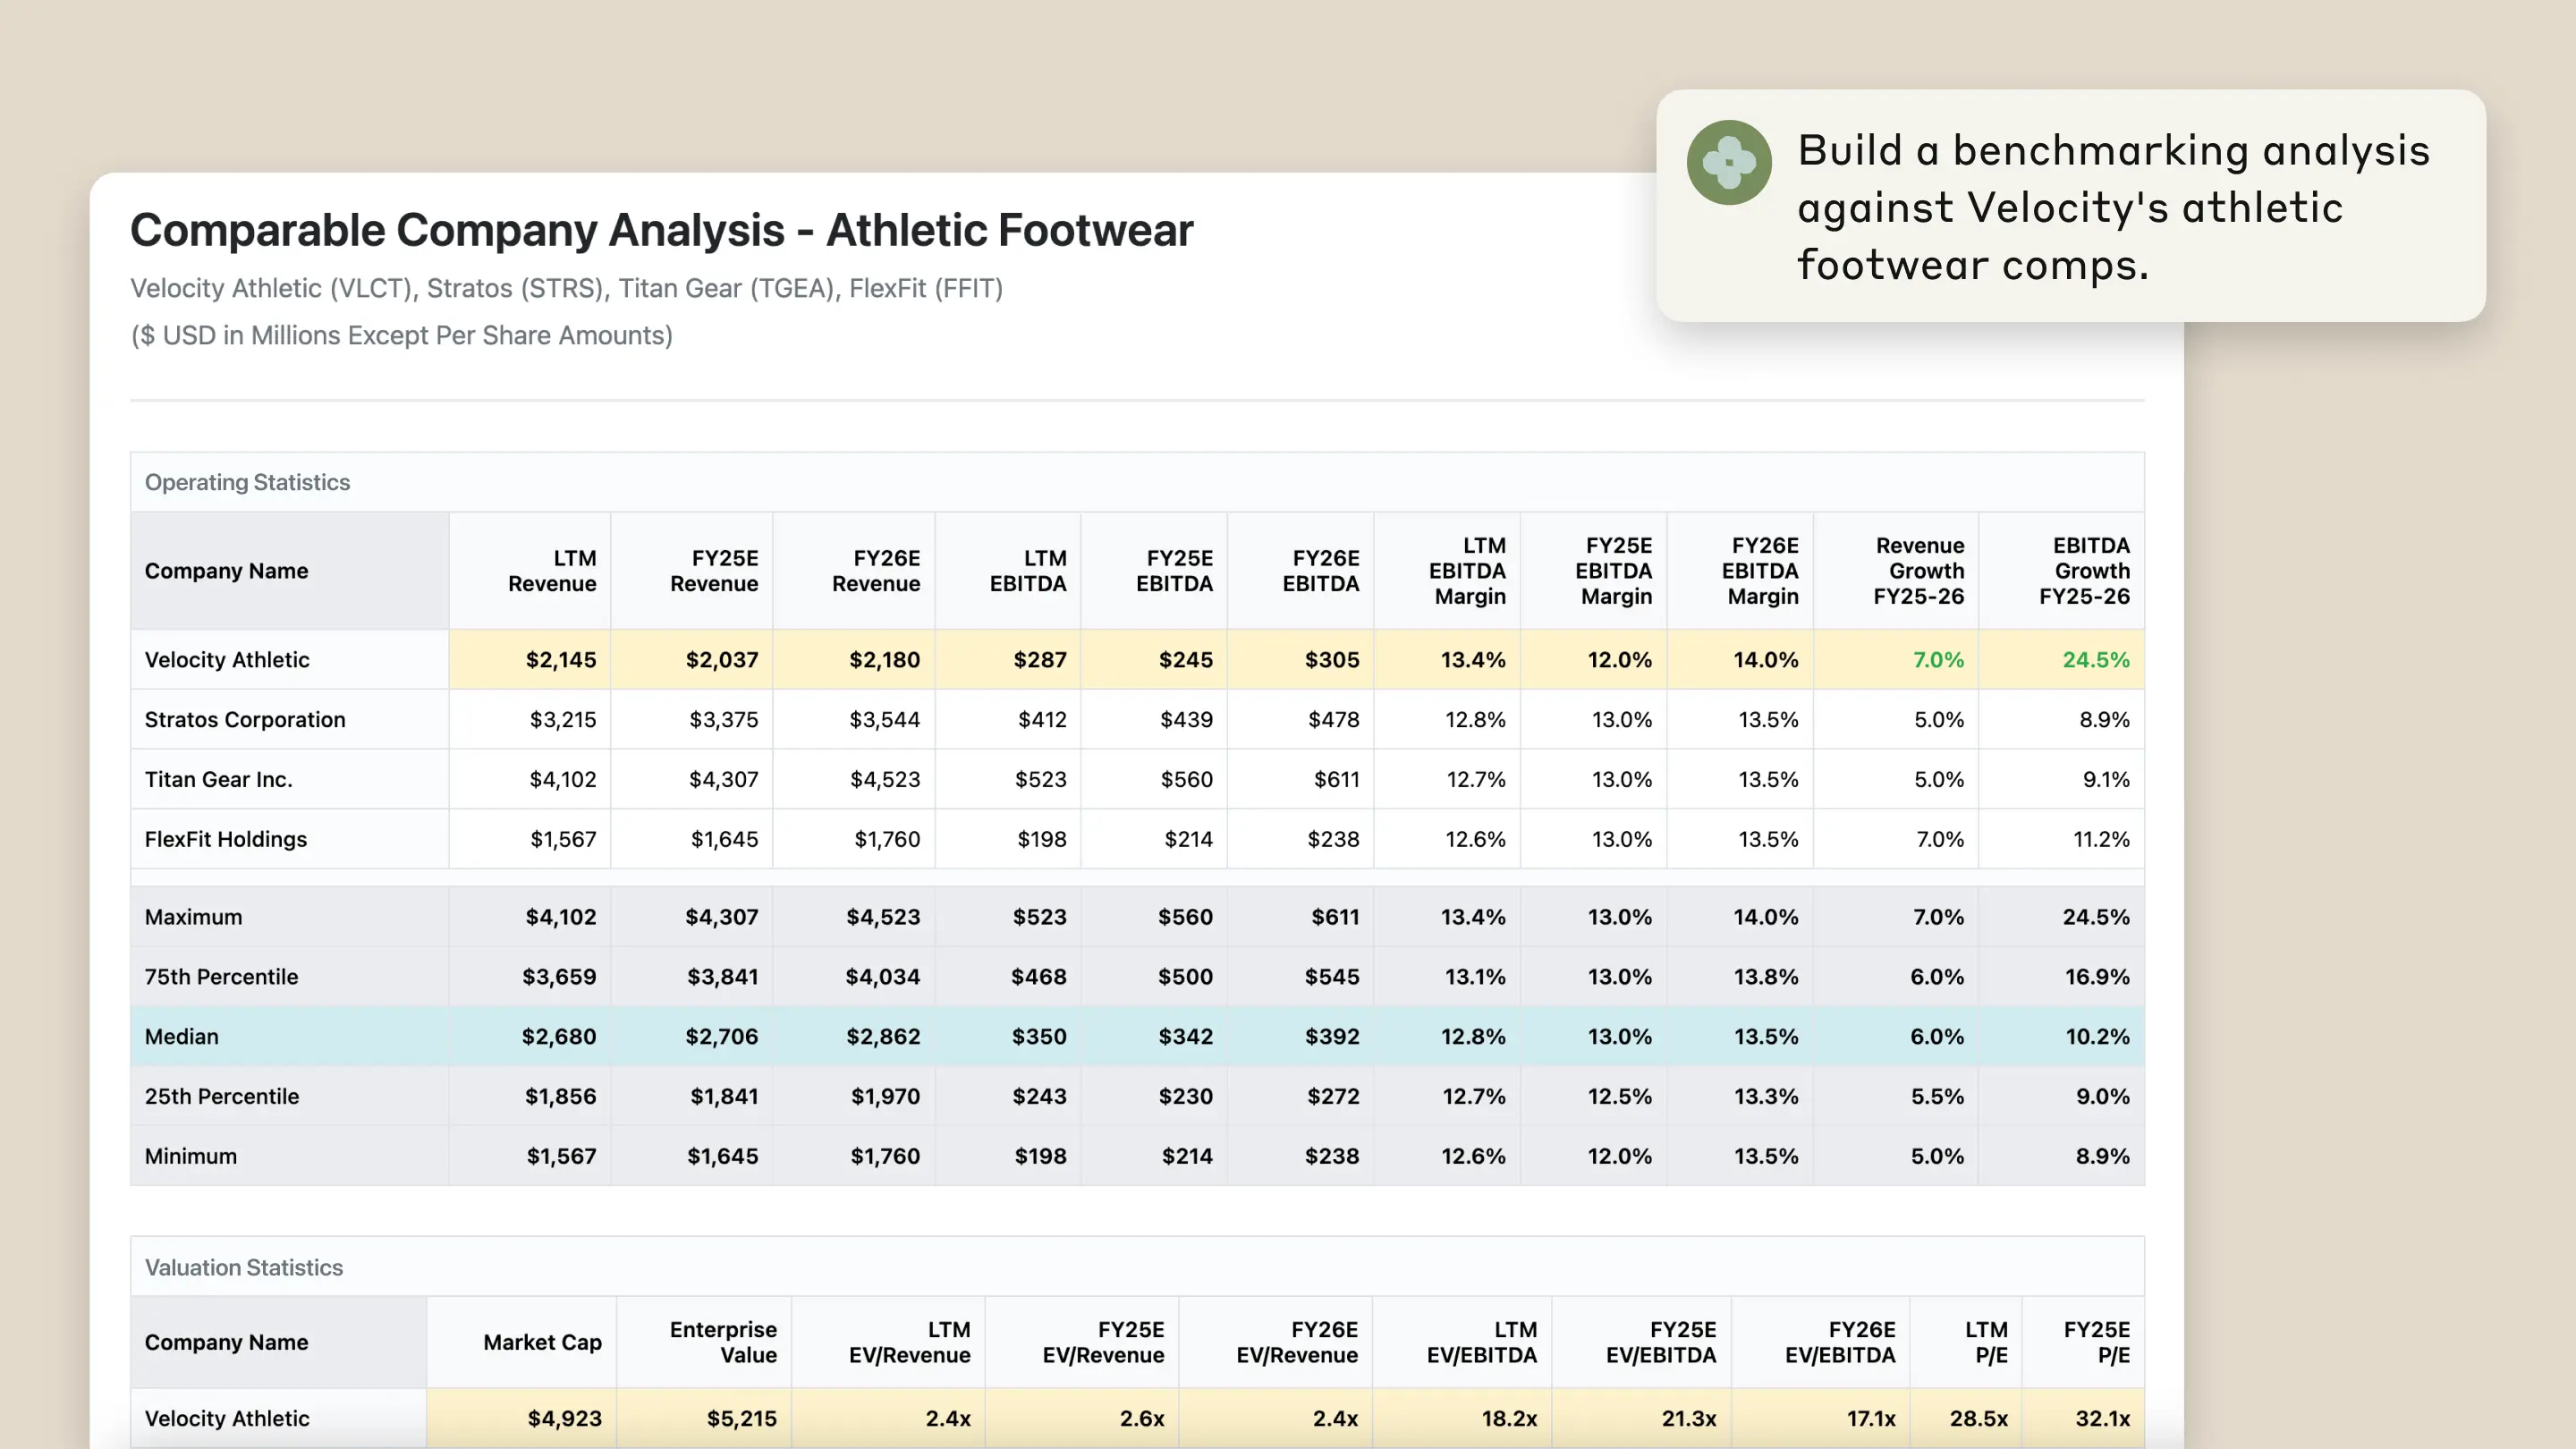 Build a benchmarking analysis
against Velocity's athletic
footwear comps.
Comparable Company Analysis - Athletic Footwear
Velocity Athletic (VLCT), Stratos (STRS), Titan Gear (TGEA), FlexFit (FFIT)
($ USD in Millions Except Per Share Amounts)
Operating Statistics
Company Name LTM Revenue FY25E Revenue FY26E Revenue LTM EBITDA FY25E EBITDA FY26E EBITDA LTM EBITDA Margin FY25E EBITDA Margin FY26E EBITDA Margin Revenue Growth FY25-26 EBITDA Growth FY25-26
Velocity Athletic $2,145 $2,037 $2,180 $287 $245 $305 13.4% 12.0% 14.0% 7.0% 24.5%
Stratos Corporation $3,215 $3,375 $3,544 $412 $439 $478 12.8% 13.0% 13.5% 5.0% 8.9%
Titan Gear Inc. $4,102 $4,307 $4,523 $523 $560 $611 12.7% 13.0% 13.5% 5.0% 9.1%
FlexFit Holdings $1,567 $1,645 $1,760 $198 $214 $238 12.6% 13.0% 13.5% 7.0% 11.2%
Maximum $4,102 $4,307 $4,523 $523 $560 $611 13.4% 13.0% 14.0% 7.0% 24.5%
75th Percentile $3,659 $3,841 $4,034 $468 $500 $545 13.1% 13.0% 13.8% 6.0% 16.9%
Median $2,680 $2,706 $2,862 $350 $342 $392 12.8% 13.0% 13.5% 6.0% 10.2%
25th Percentile $1,856 $1,841 $1,970 $243 $230 $272 12.7% 12.5% 13.3% 5.5% 9.0%
Minimum $1,567 $1,645 $1,760 $198 $214 $238 12.6% 12.0% 13.5% 5.0% 8.9%
Valuation Statistics
Company Name Market Cap Enterprise Value LTM EV/Revenue FY25E EV/Revenue FY26E EV/Revenue LTM EV/EBITDA FY25E EV/EBITDA FY26E EV/EBITDA LTM P/E FY25E P/E
Velocity Athletic $4,923 $5,215 2.4x 2.6x 2.4x 18.2x 21.3x 17.1x 28.5x 32.1x